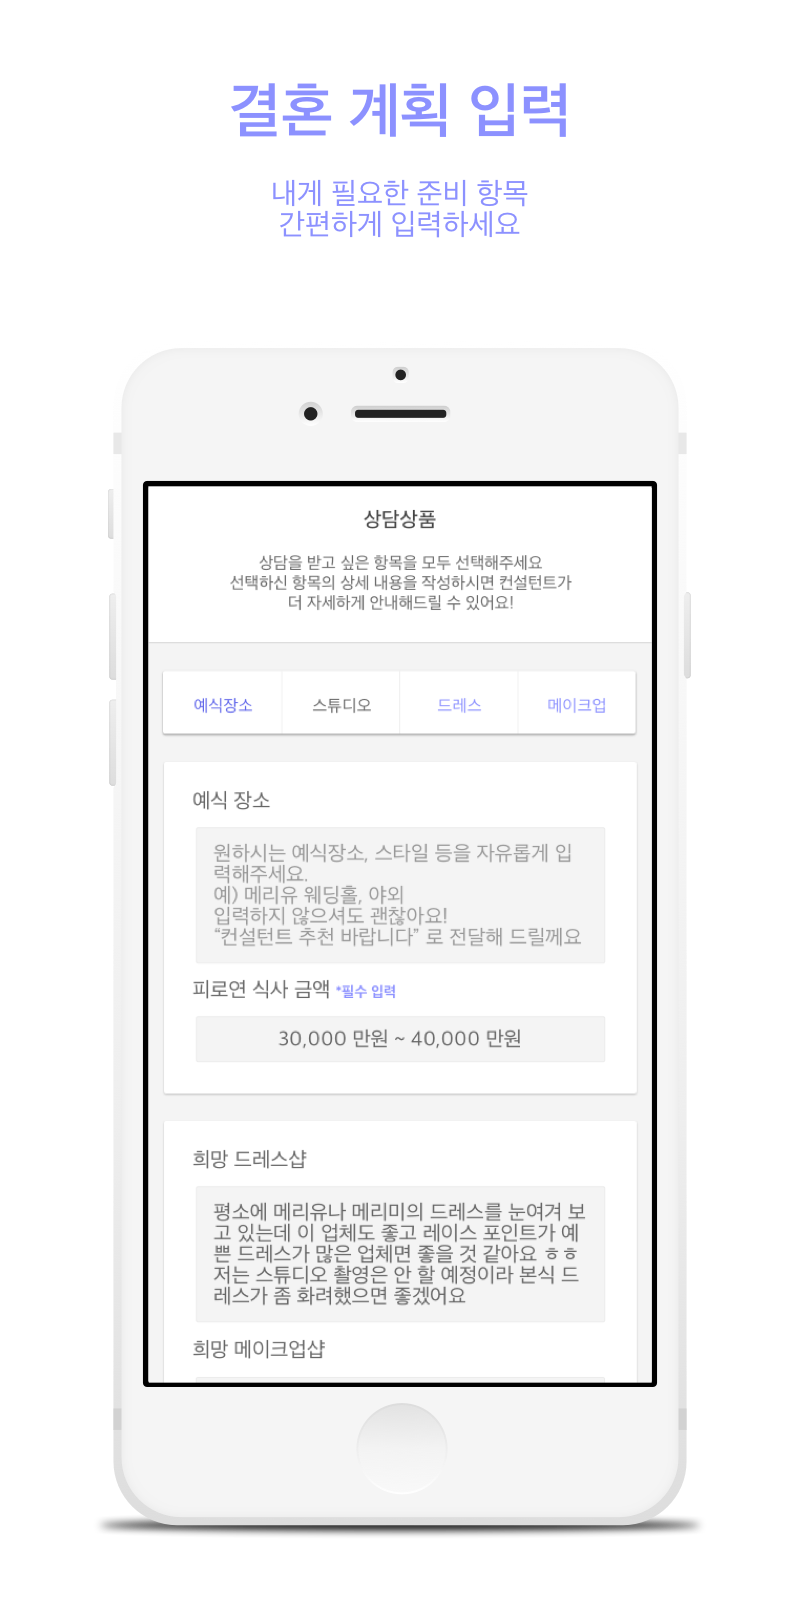 결혼 계획 입력
내게 필요한 준비 항목
간편하게 입력하세요
상담상품
상담을 받고 싶은 항목을 모두 선택해주세요
선택하신 항목의 상세 내용을 작성하시면 컨설턴트가
더 자세하게 안내해드릴 수 있어요!
예식장소 스튜디오 드레스 메이크업
예식 장소
원하시는 예식장소, 스타일 등을 자유롭게 입
력해주세요.
예) 메리유 웨딩홀, 야외
입력하지 않으셔도 괜찮아요!
“컨설턴트 추천 바랍니다” 로 전달해 드릴께요
피로연 식사 금액 *필수 입력
30,000 만원 ~ 40,000 만원
희망 드레스샵
평소에 메리유나 메리미의 드레스를 눈여겨 보
고 있는데 이 업체도 좋고 레이스 포인트가 예
쁜 드레스가 많은 업체면 좋을 것 같아요 ㅎㅎ
저는 스튜디오 촬영은 안 할 예정이라 본식 드
레스가 좀 화려했으면 좋겠어요
희망 메이크업샵